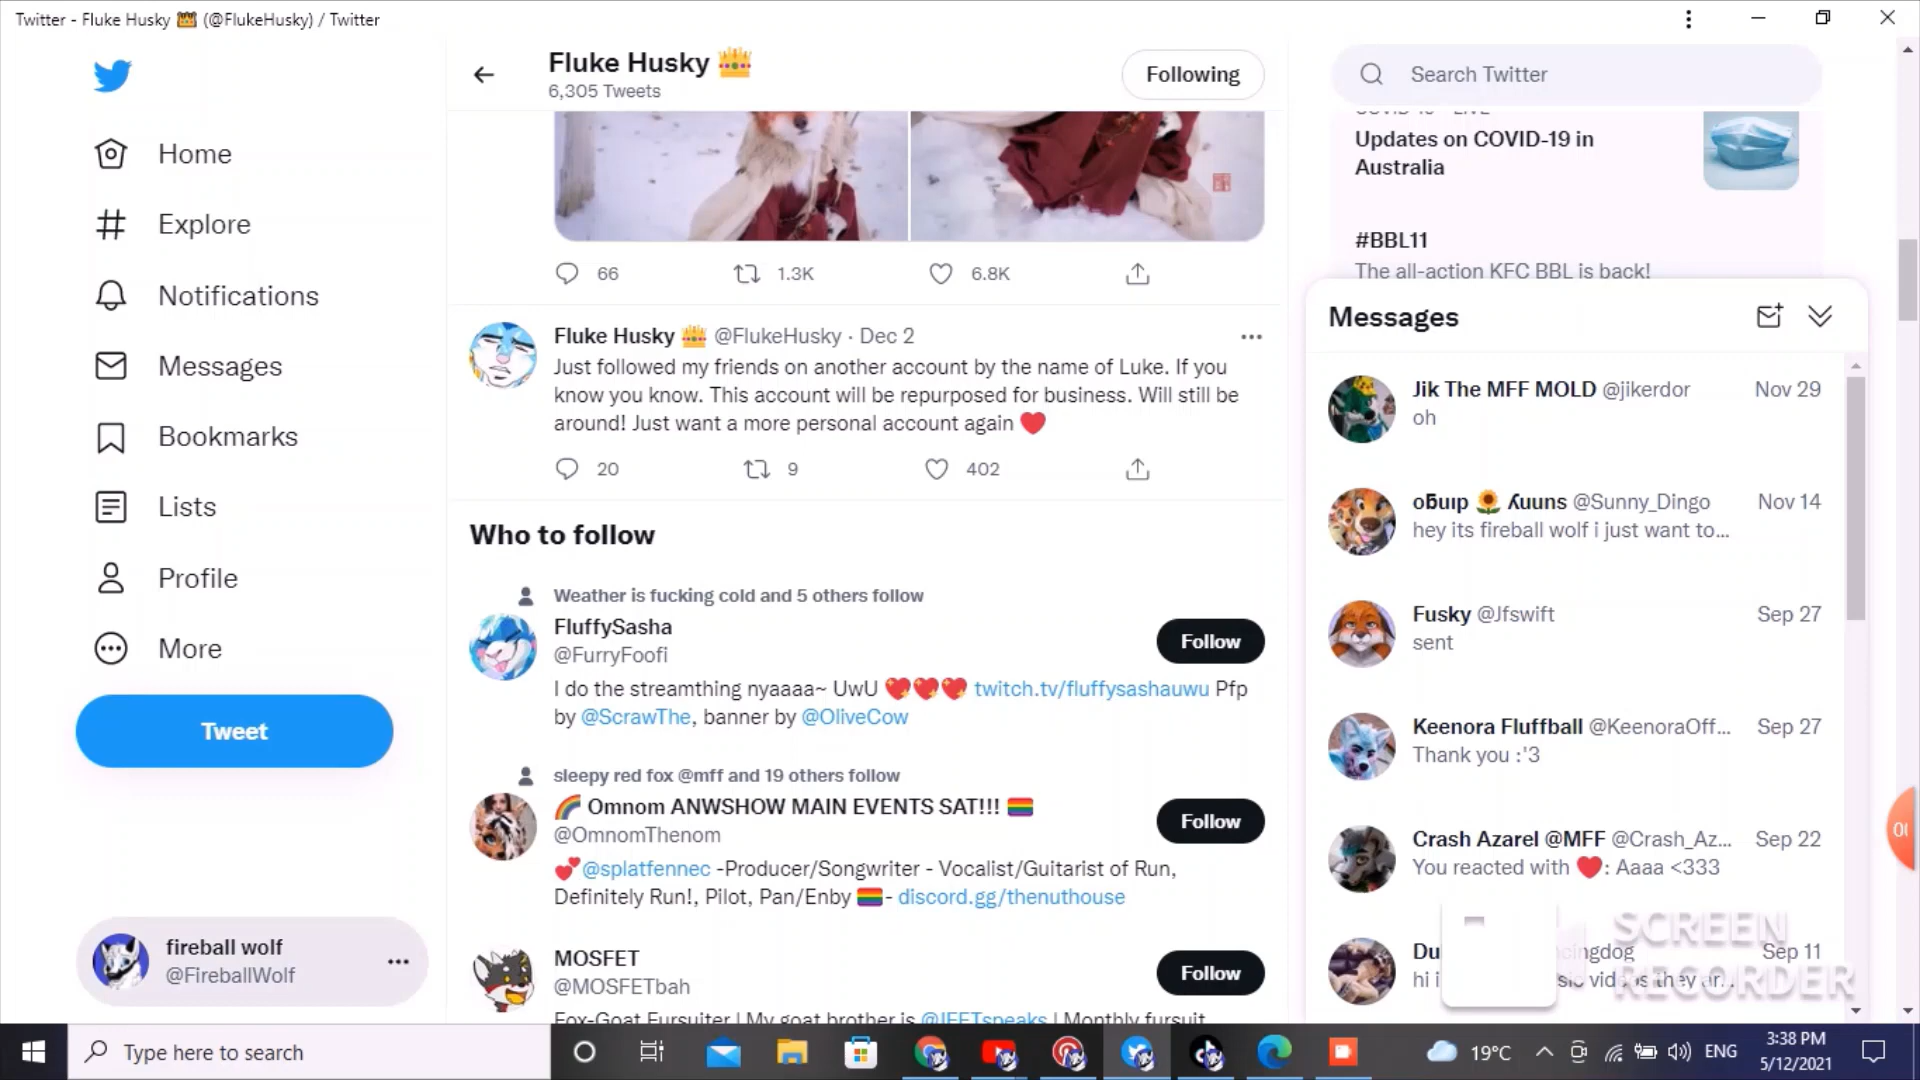 Twitter - Fluke Husky 👑 (@FlukeHusky) / Twitter
Home
Explore
Notifications
Messages
Bookmarks
Lists
Profile
More
Tweet
fireball wolf
@FireballWolf
Fluke Husky 👑
6,305 Tweets
Following
66 1.3K 6.8K
Fluke Husky 👑 @FlukeHusky · Dec 2
Just followed my friends on another account by the name of Luke. If you
know you know. This account will be repurposed for business. Will still be
around! Just want a more personal account again ❤️
20 9 402
Who to follow
Weather is fucking cold and 5 others follow
FluffySasha
@FurryFoofi
Follow
I do the streamthing nyaaaa~ UwU 💖💖💖 twitch.tv/fluffysashauwu Pfp
by @ScrawThe, banner by @OliveCow
sleepy red fox @mff and 19 others follow
🌈 Omnom ANWSHOW MAIN EVENTS SAT!!! 🏳️‍🌈
@OmnomThenom
Follow
💕@splatfennec -Producer/Songwriter - Vocalist/Guitarist of Run,
Definitely Run!, Pilot, Pan/Enby 🏳️‍🌈- discord.gg/thenuthouse
MOSFET
@MOSFETbah
Follow
Fox-Goat Fursuiter | My goat brother is @JFETspeaks | Monthly fursuit
Search Twitter
COVID-19 · LIVE
Updates on COVID-19 in
Australia
#BBL11
The all-action KFC BBL is back!
Messages
Jik The MFF MOLD @jikerdor Nov 29
oh
@Sunny_Dingo Nov 14
hey its fireball wolf i just want to...
Fusky @Jfswift Sep 27
sent
Keenora Fluffball @KeenoraOff... Sep 27
Thank you :'3
Crash Azarel @MFF @Crash_Az... Sep 22
You reacted with ❤️: Aaaa <333
Du cingdog Sep 11
hi i
SCREEN
RECORDER
Type here to search
19°C
ENG
3:38 PM
5/12/2021